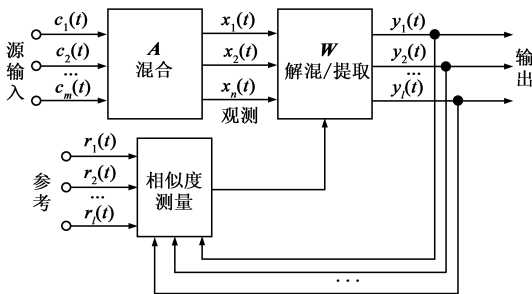 源输入
c₁(t)
c₂(t)
...
cₘ(t)
A
混合
x₁(t)
x₂(t)
xₙ(t)
观测
W
解混/提取
y₁(t)
y₂(t)
...
yₗ(t)
输出
参考
r₁(t)
r₂(t)
...
rₗ(t)
相似度
测量
...